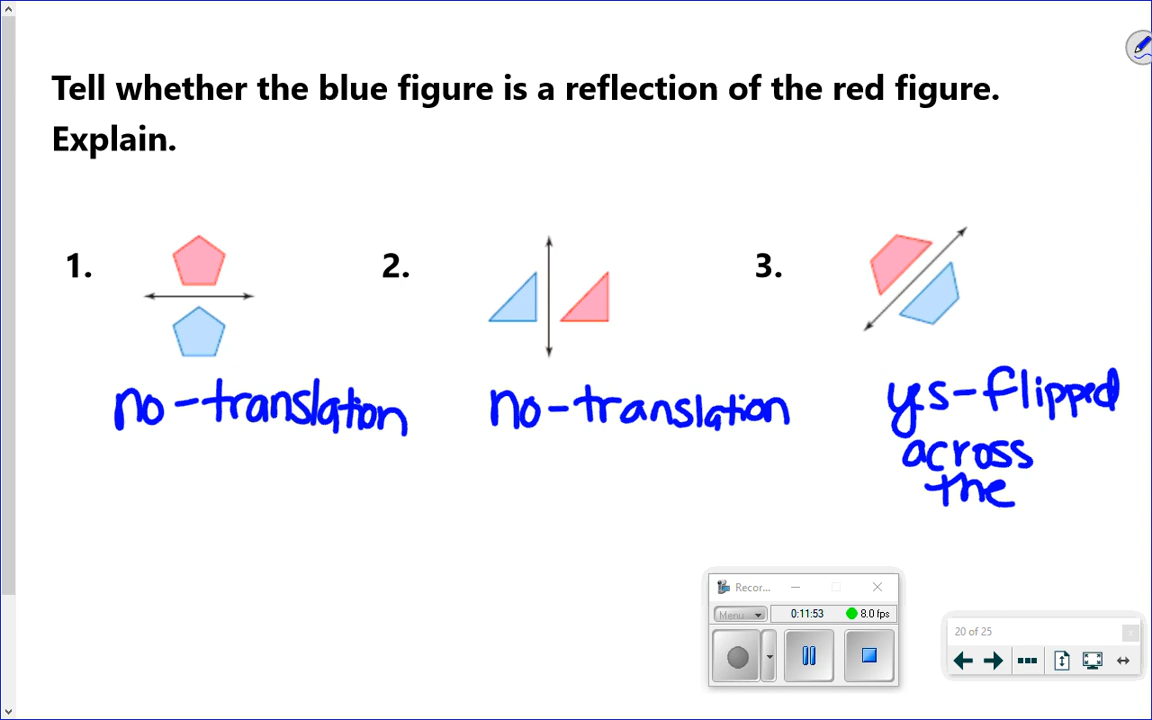 Tell whether the blue figure is a reflection of the red figure.
Explain.
1.
2.
3.
no-translation
no-translation
yes-flipped
across
the
Recor...
Menu
0:11:53
8.0 fps
20 of 25